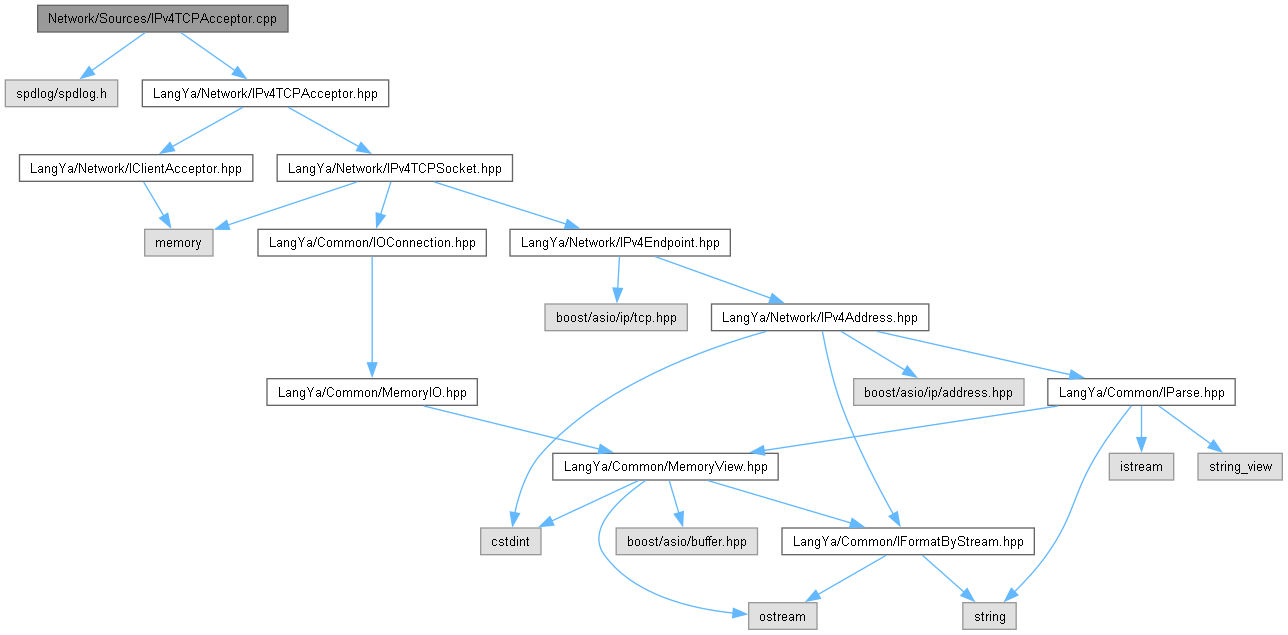 Network/Sources/IPv4TCPAcceptor.cpp
spdlog/spdlog.h
LangYa/Network/IPv4TCPAcceptor.hpp
LangYa/Network/IClientAcceptor.hpp
LangYa/Network/IPv4TCPSocket.hpp
memory
LangYa/Common/IOConnection.hpp
LangYa/Network/IPv4Endpoint.hpp
boost/asio/ip/tcp.hpp
LangYa/Network/IPv4Address.hpp
LangYa/Common/MemoryIO.hpp
boost/asio/ip/address.hpp
LangYa/Common/IParse.hpp
LangYa/Common/MemoryView.hpp
istream
string_view
cstdint
boost/asio/buffer.hpp
LangYa/Common/IFormatByStream.hpp
ostream
string